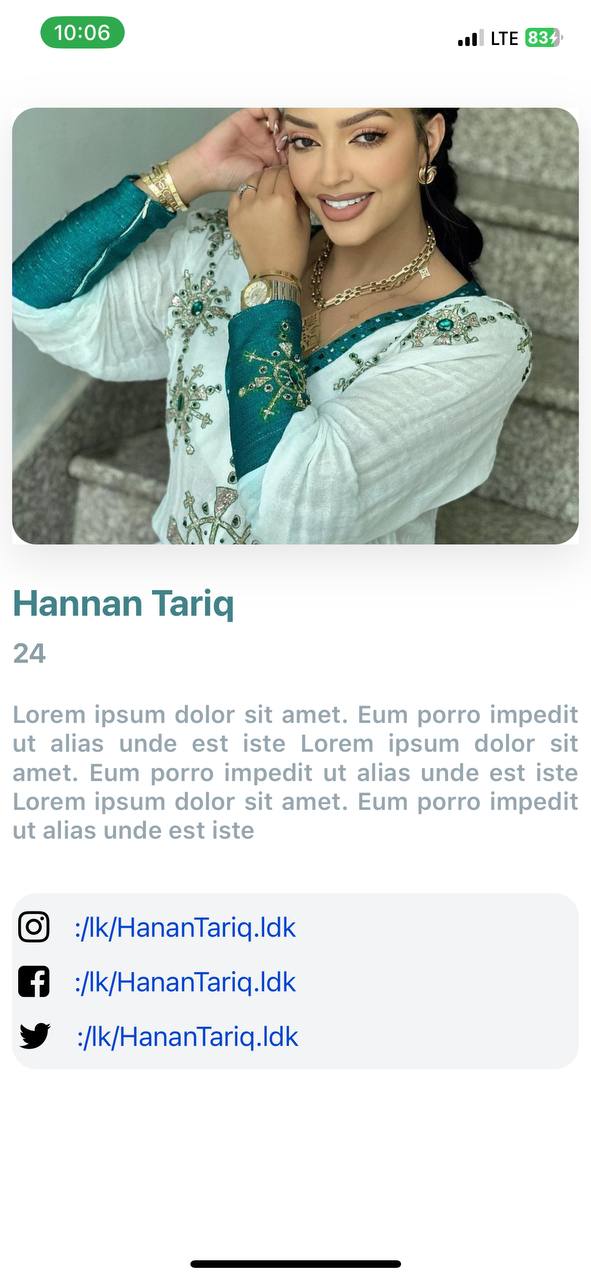 10:06
LTE 83
Hannan Tariq
24
Lorem ipsum dolor sit amet. Eum porro impedit
ut alias unde est iste Lorem ipsum dolor sit
amet. Eum porro impedit ut alias unde est iste
Lorem ipsum dolor sit amet. Eum porro impedit
ut alias unde est iste
:/lk/HananTariq.ldk
:/lk/HananTariq.ldk
:/lk/HananTariq.ldk